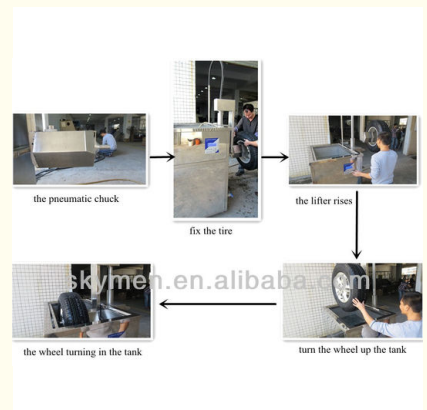 the pneumatic chuck
fix the tire
the lifter rises
skymen.en.alibaba.com
the wheel turning in the tank
turn the wheel up the tank